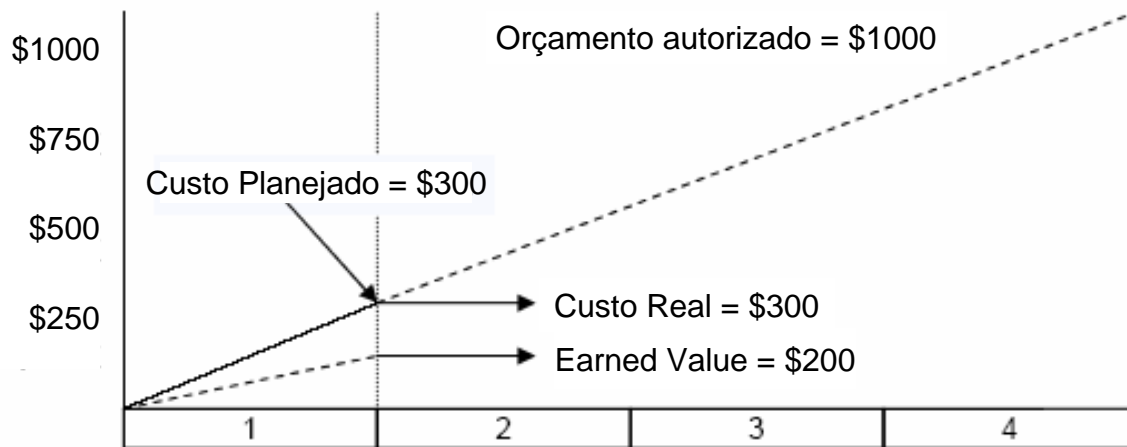 $1000
Orçamento autorizado = $1000
$750
Custo Planejado = $300
$500
$250
Custo Real = $300
Earned Value = $200
1 2 3 4